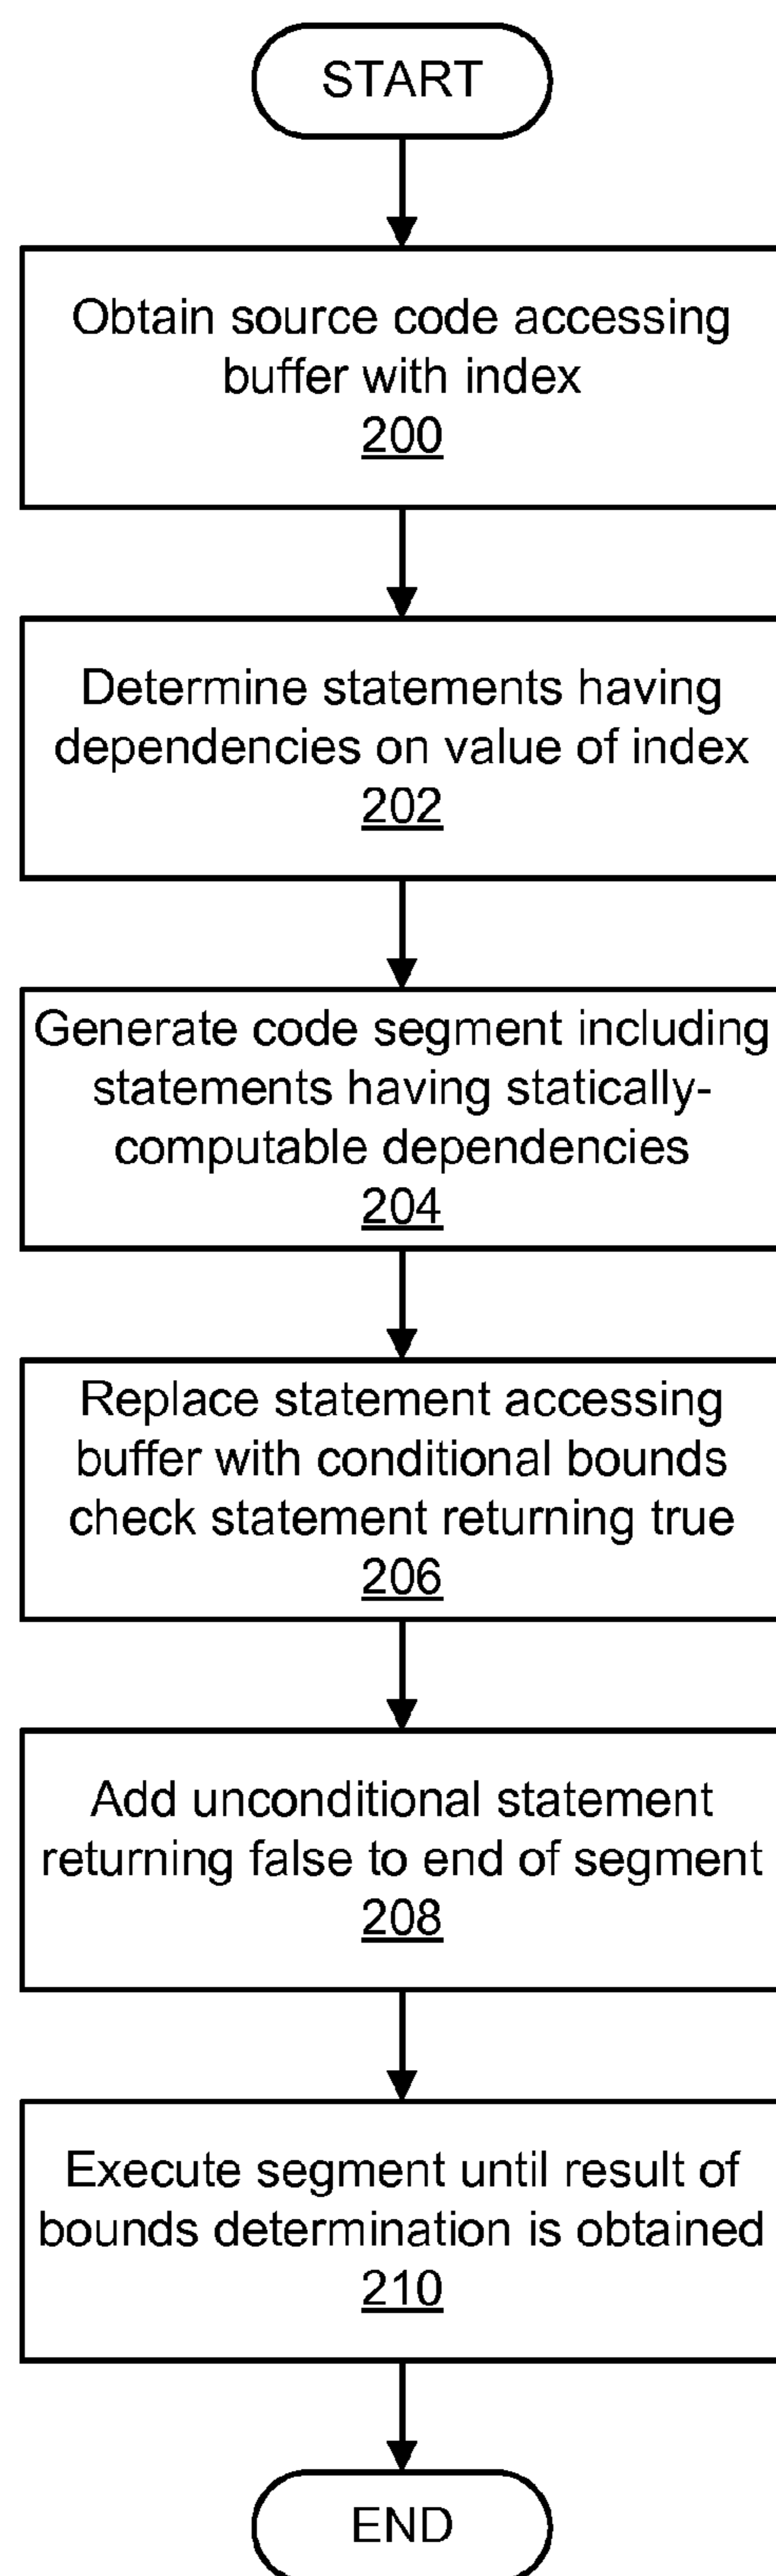 START
Obtain source code accessing
buffer with index
200
Determine statements having
dependencies on value of index
202
Generate code segment including
statements having statically-
computable dependencies
204
Replace statement accessing
buffer with conditional bounds
check statement returning true
206
Add unconditional statement
returning false to end of segment
208
Execute segment until result of
bounds determination is obtained
210
END